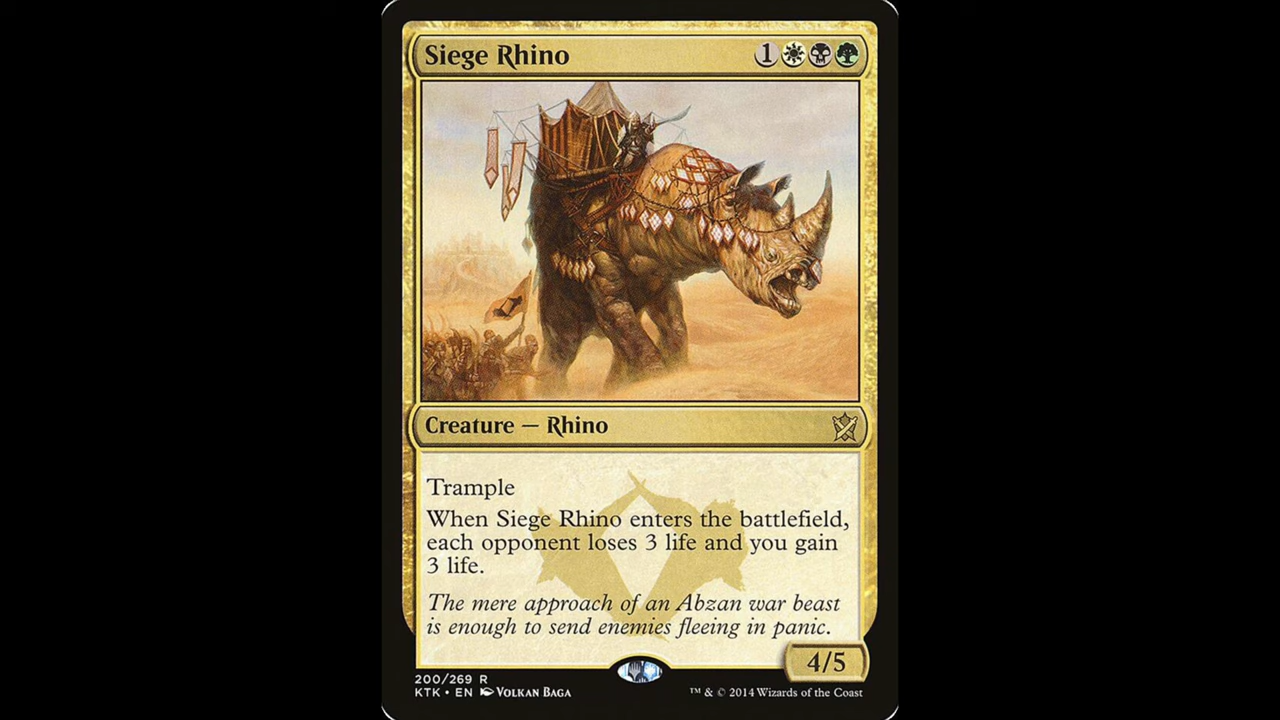 Siege Rhino 1
Creature — Rhino
Trample
When Siege Rhino enters the battlefield,
each opponent loses 3 life and you gain
3 life.
The mere approach of an Abzan war beast
is enough to send enemies fleeing in panic.
4/5
200/269 R
KTK • EN VOLKAN BAGA
™ & © 2014 Wizards of the Coast